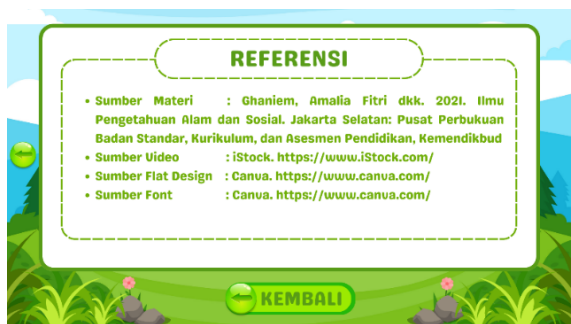 REFERENSI
• Sumber Materi : Ghaniem, Amalia Fitri dkk. 2021. Ilmu
Pengetahuan Alam dan Sosial. Jakarta Selatan: Pusat Perbukuan
Badan Standar, Kurikulum, dan Asesmen Pendidikan, Kemendikbud
• Sumber Video : iStock. https://www.iStock.com/
• Sumber Flat Design : Canva. https://www.canva.com/
• Sumber Font : Canva. https://www.canva.com/
KEMBALI